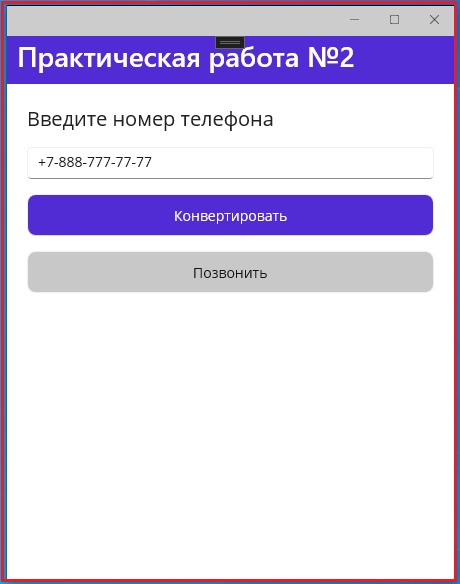 Практическая работа №2
Введите номер телефона
+7-888-777-77-77
Конвертировать
Позвонить